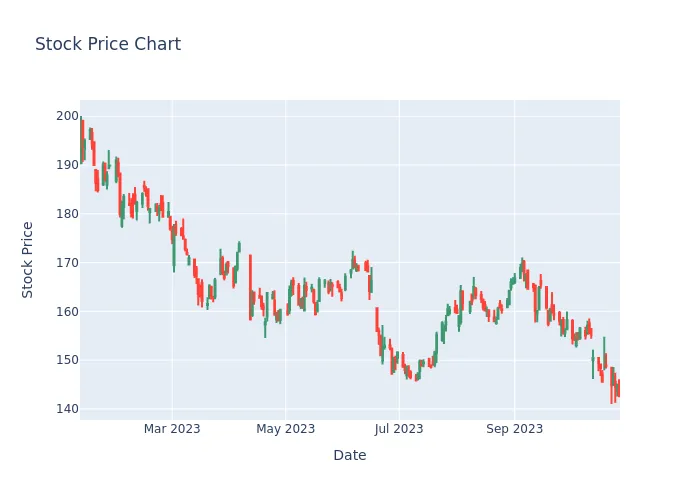 Stock Price Chart
200
190
180
170
160
150
140
Stock Price
Mar 2023
May 2023
Jul 2023
Sep 2023
Date